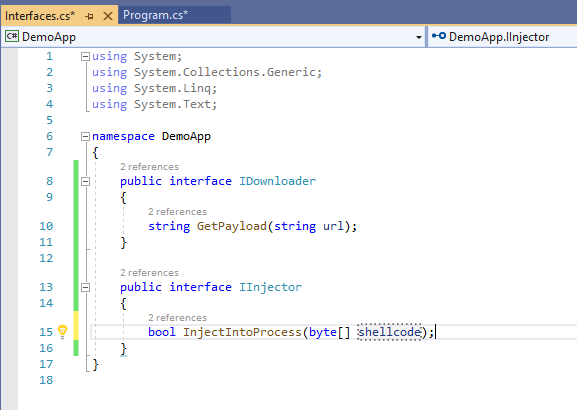 Interfaces.cs* Program.cs*
DemoApp DemoApp.IInjector
1 using System;
2 using System.Collections.Generic;
3 using System.Linq;
4 using System.Text;
5
6 namespace DemoApp
7 {
2 references
8 public interface IDownloader
9 {
2 references
10 string GetPayload(string url);
11 }
12
2 references
13 public interface IInjector
14 {
2 references
15 bool InjectIntoProcess(byte[] shellcode);
16 }
17 }
18